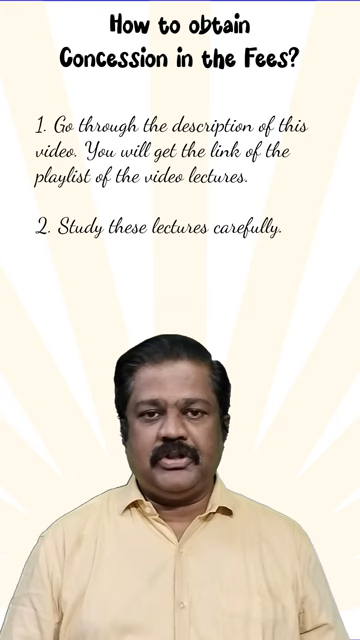 How to obtain
Concession in the Fees?
1. Go through the description of this
video. You will get the link of the
playlist of the video lectures.
2. Study these lectures carefully.